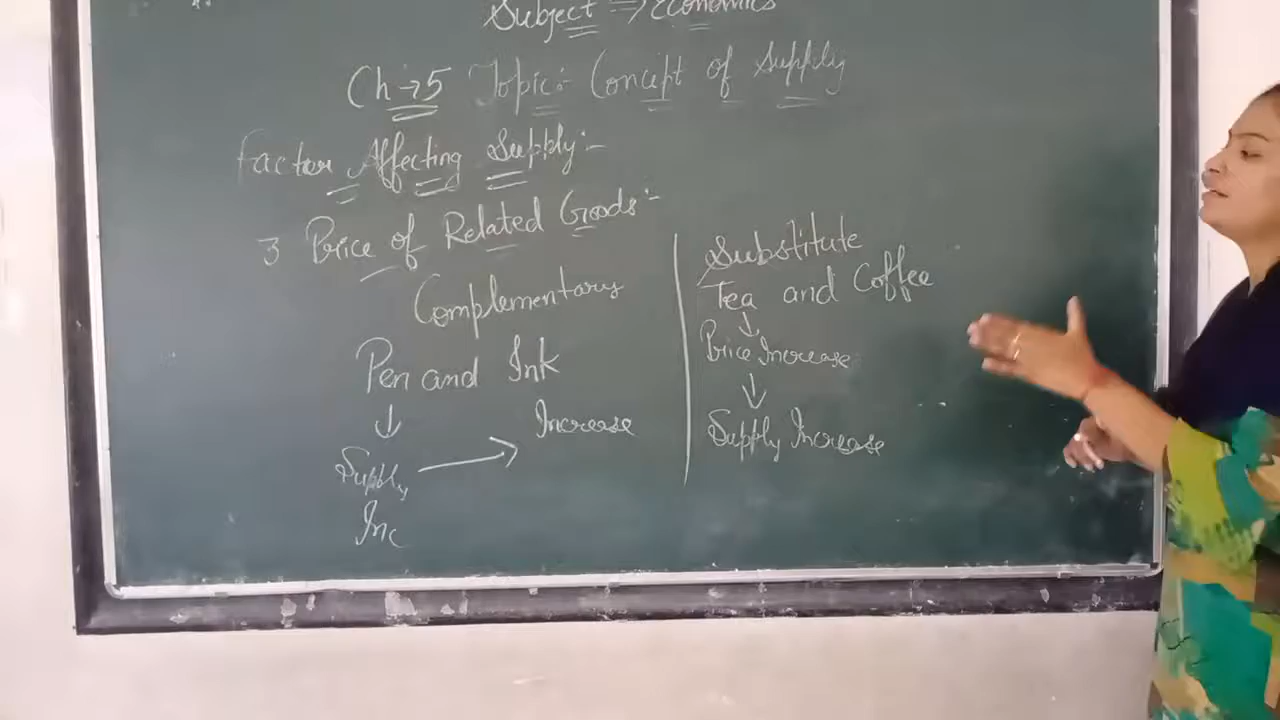 Subject → Economics
Ch → 5 Topic:- Concept of Supply
Factor Affecting Supply:-
3 Price of Related Goods:-
Complementary
Pen and Ink
↓ Increase
Supply →
Inc
Substitute
Tea and Coffee
↓
Price Increase
↓
Supply Increase